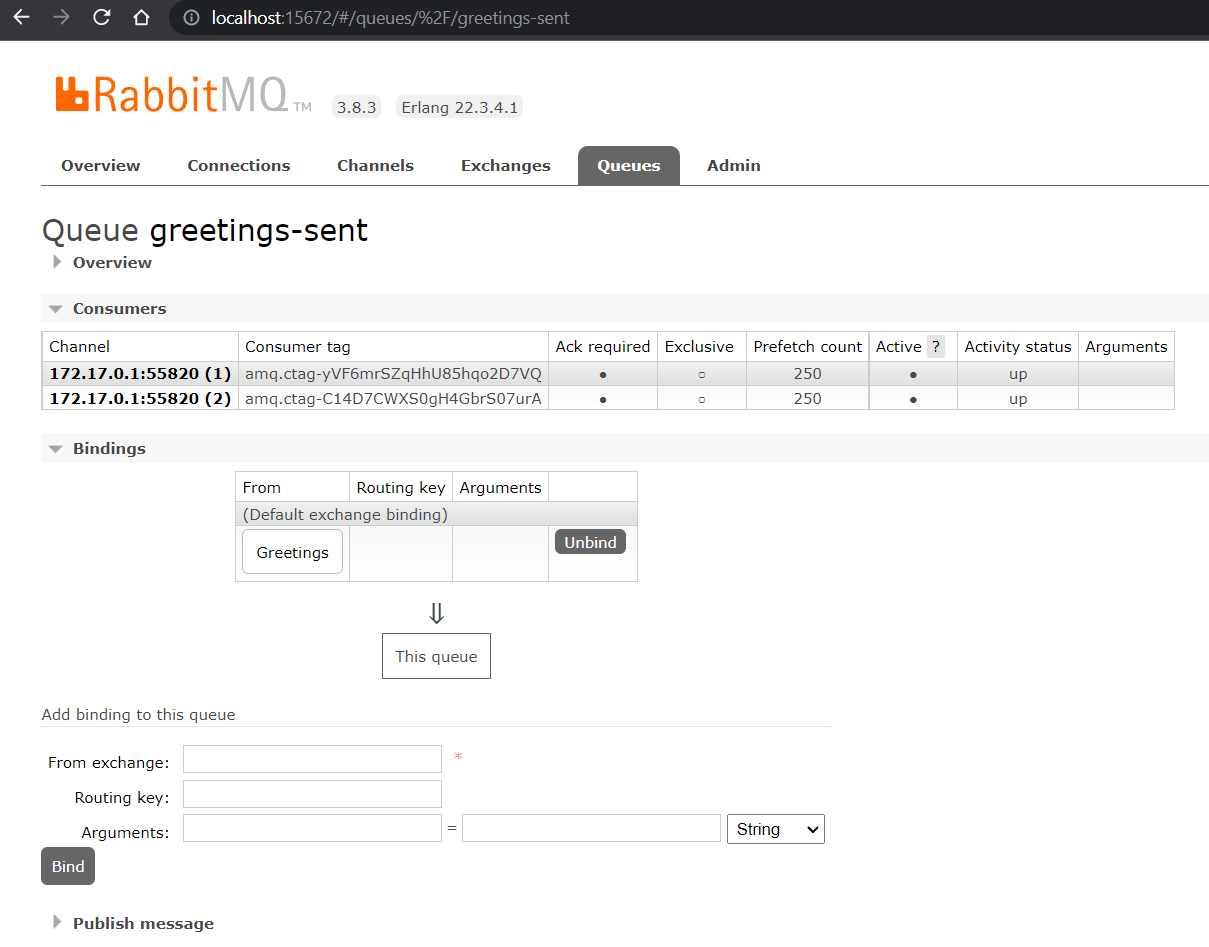 localhost:15672/#/queues/%2F/greetings-sent
RabbitMQ TM 3.8.3 Erlang 22.3.4.1
Overview Connections Channels Exchanges Queues Admin
Queue greetings-sent
Overview
Consumers
Channel Consumer tag Ack required Exclusive Prefetch count Active ? Activity status Arguments
172.17.0.1:55820 (1) amq.ctag-yVF6mrSZqHhU85hqo2D7VQ ● ○ 250 ● up
172.17.0.1:55820 (2) amq.ctag-C14D7CWXS0gH4GbrS07urA ● ○ 250 ● up
Bindings
From Routing key Arguments
(Default exchange binding)
Greetings Unbind
⇓
This queue
Add binding to this queue
From exchange: *
Routing key:
Arguments: = String
Bind
Publish message